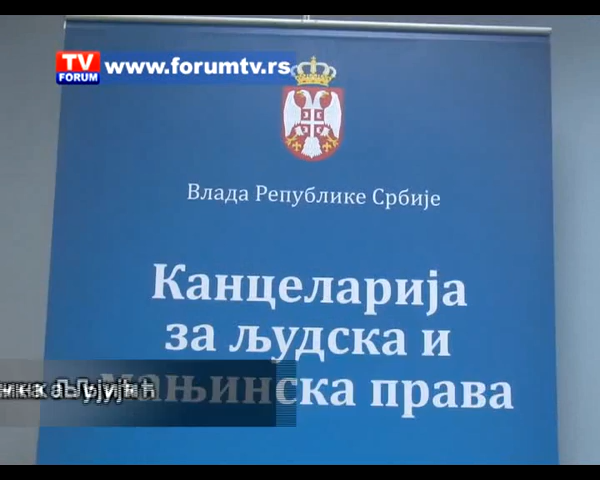 TV
FORUM
www.forumtv.rs
Влада Републике Србије
Канцеларија
за људска и
мањинска права